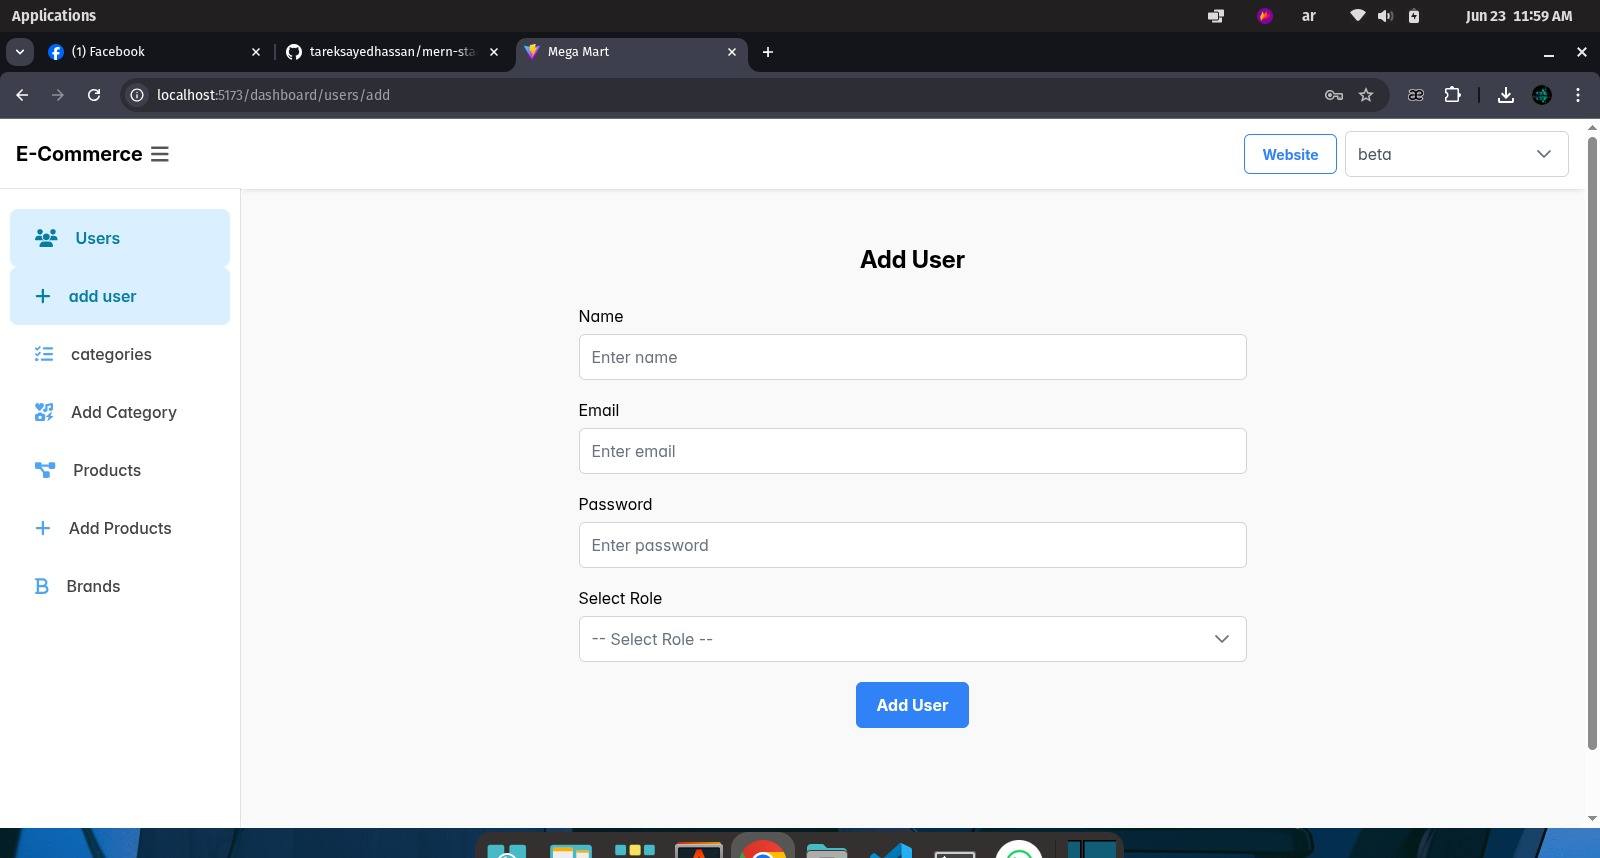 Applications
ar
Jun 23 11:59 AM
(1) Facebook
tareksayedhassan/mern-sta
Mega Mart
localhost:5173/dashboard/users/add
E-Commerce
Website
beta
Users
add user
categories
Add Category
Products
Add Products
Brands
Add User
Name
Enter name
Email
Enter email
Password
Enter password
Select Role
-- Select Role --
Add User